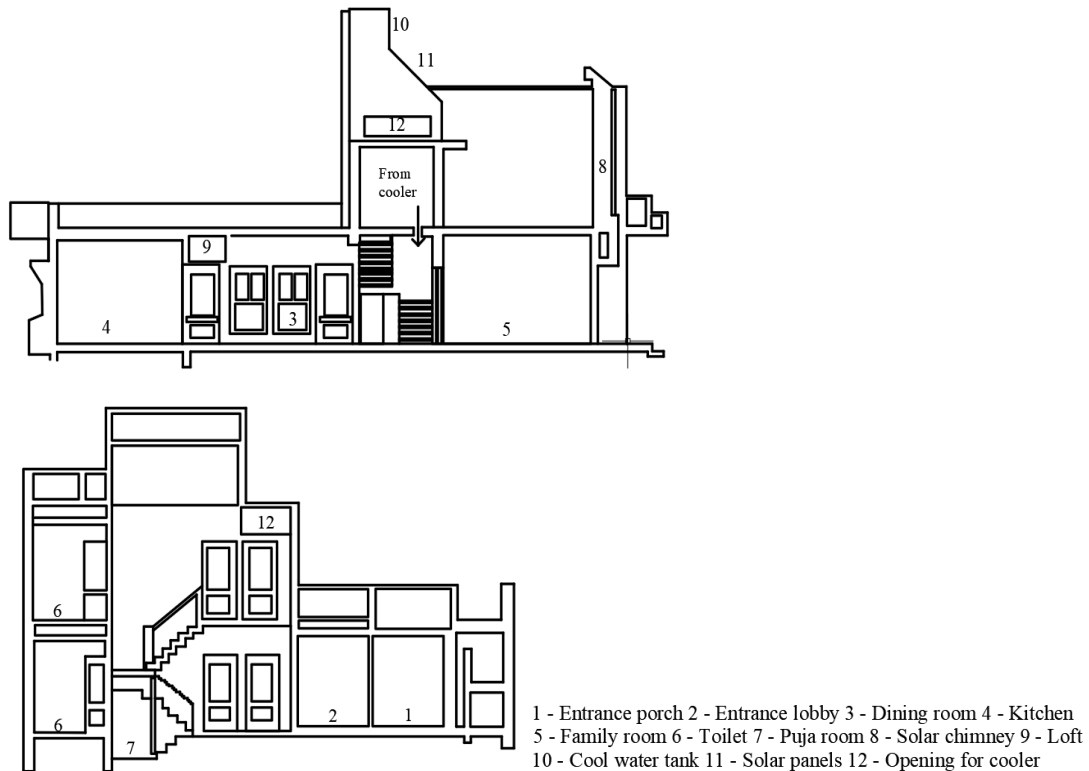 10
11
12
From
cooler
8
9
3
4
5
12
6
6
7
2
1
1 - Entrance porch 2 - Entrance lobby 3 - Dining room 4 - Kitchen
5 - Family room 6 - Toilet 7 - Puja room 8 - Solar chimney 9 - Loft
10 - Cool water tank 11 - Solar panels 12 - Opening for cooler